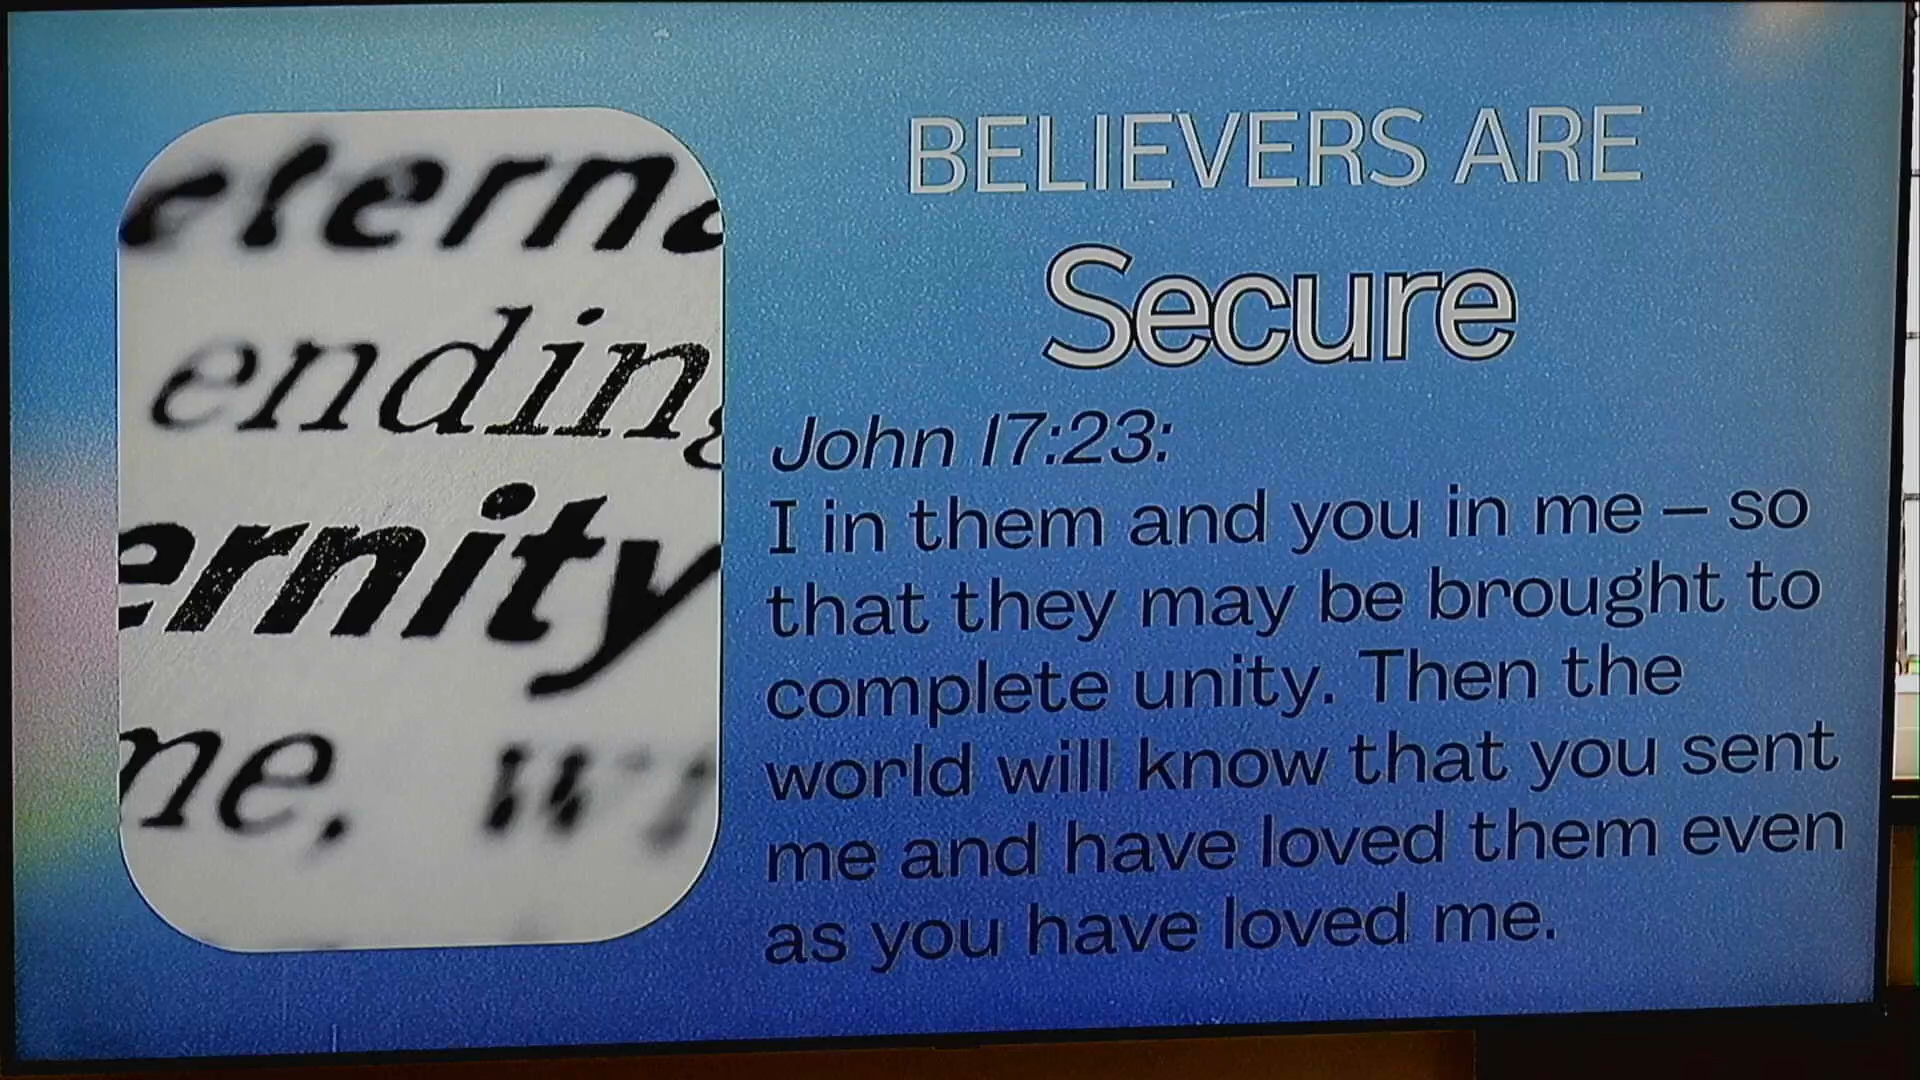 BELIEVERS ARE
Secure
John 17:23:
I in them and you in me – so
that they may be brought to
complete unity. Then the
world will know that you sent
me and have loved them even
as you have loved me.
eterna
ending
ernity
me, w